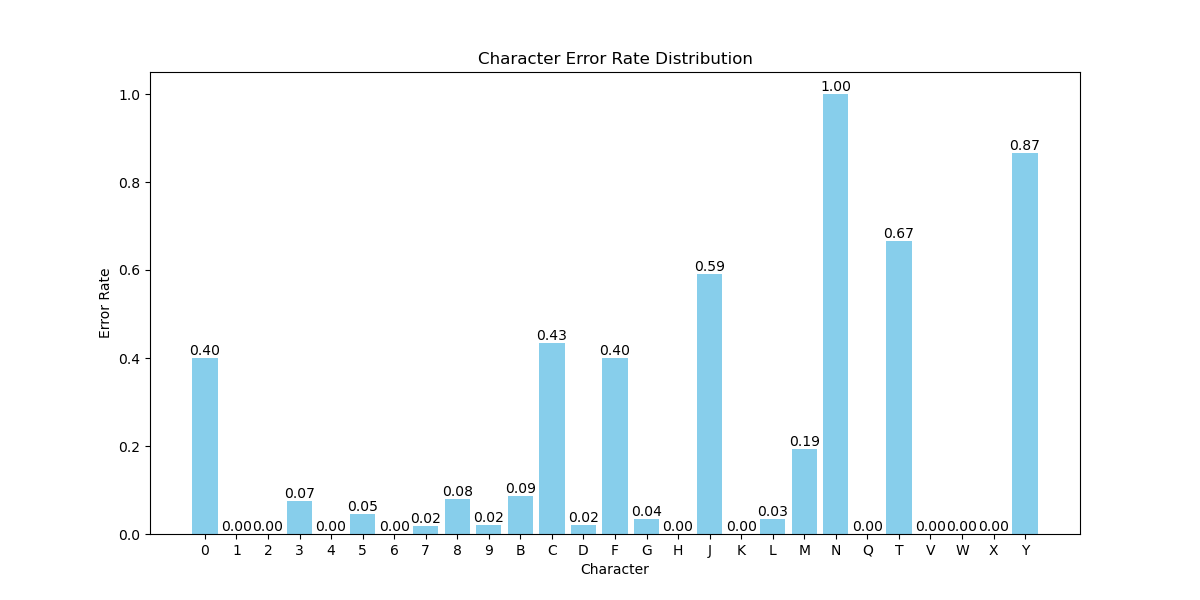 Character Error Rate Distribution
Error Rate
1.0
0.8
0.6
0.4
0.2
0.0
0.40 0.00 0.00 0.07 0.00 0.05 0.00 0.02 0.08 0.02 0.09 0.43 0.02 0.40 0.04 0.00 0.59 0.00 0.03 0.19 1.00 0.00 0.67 0.00 0.00 0.00 0.87
0 1 2 3 4 5 6 7 8 9 B C D F G H J K L M N Q T V W X Y
Character